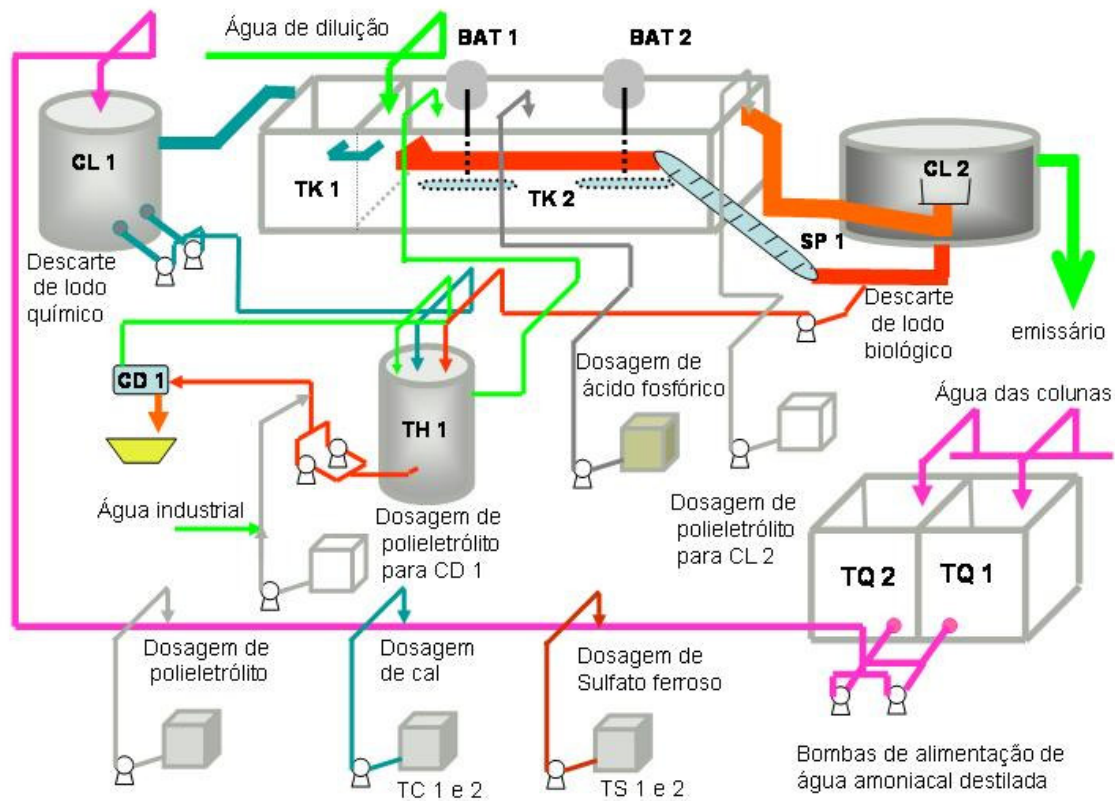 Água de diluição
BAT 1
BAT 2
CL 1
TK 1
TK 2
CL 2
SP 1
Descarte
de lodo
químico
Descarte
de lodo
biológico
emissário
CD 1
TH 1
Dosagem de
ácido fosfórico
Água das colunas
Água industrial
Dosagem de
polieletrólito
para CD 1
Dosagem de
polieletrólito
para CL 2
TQ 2
TQ 1
Dosagem de
polieletrólito
Dosagem
de cal
Dosagem de
Sulfato ferroso
TC 1 e 2
TS 1 e 2
Bombas de alimentação de
água amoniacal destilada